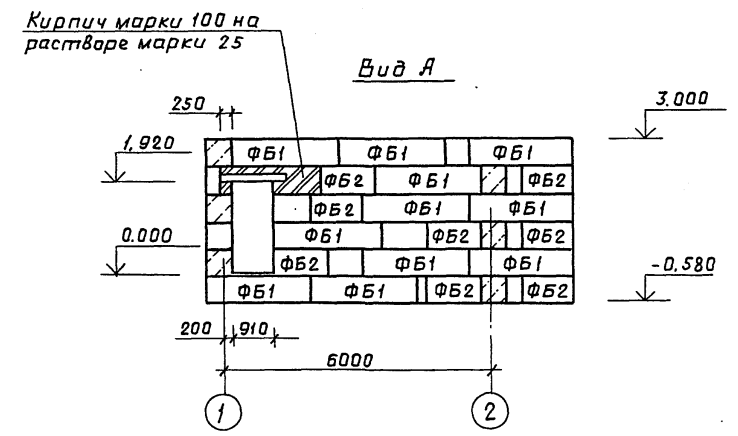 Кирпич марки 100 на
растворе марки 25
Вид А
250
3.000
1,920
ФБ1 ФБ1 ФБ1
ФБ2 ФБ1 ФБ2
ФБ2 ФБ1 ФБ1
0.000
ФБ1 ФБ2 ФБ2
ФБ2 ФБ1 ФБ1
-0,580
ФБ1 ФБ1 ФБ2 ФБ2
200 910
6000
1 2